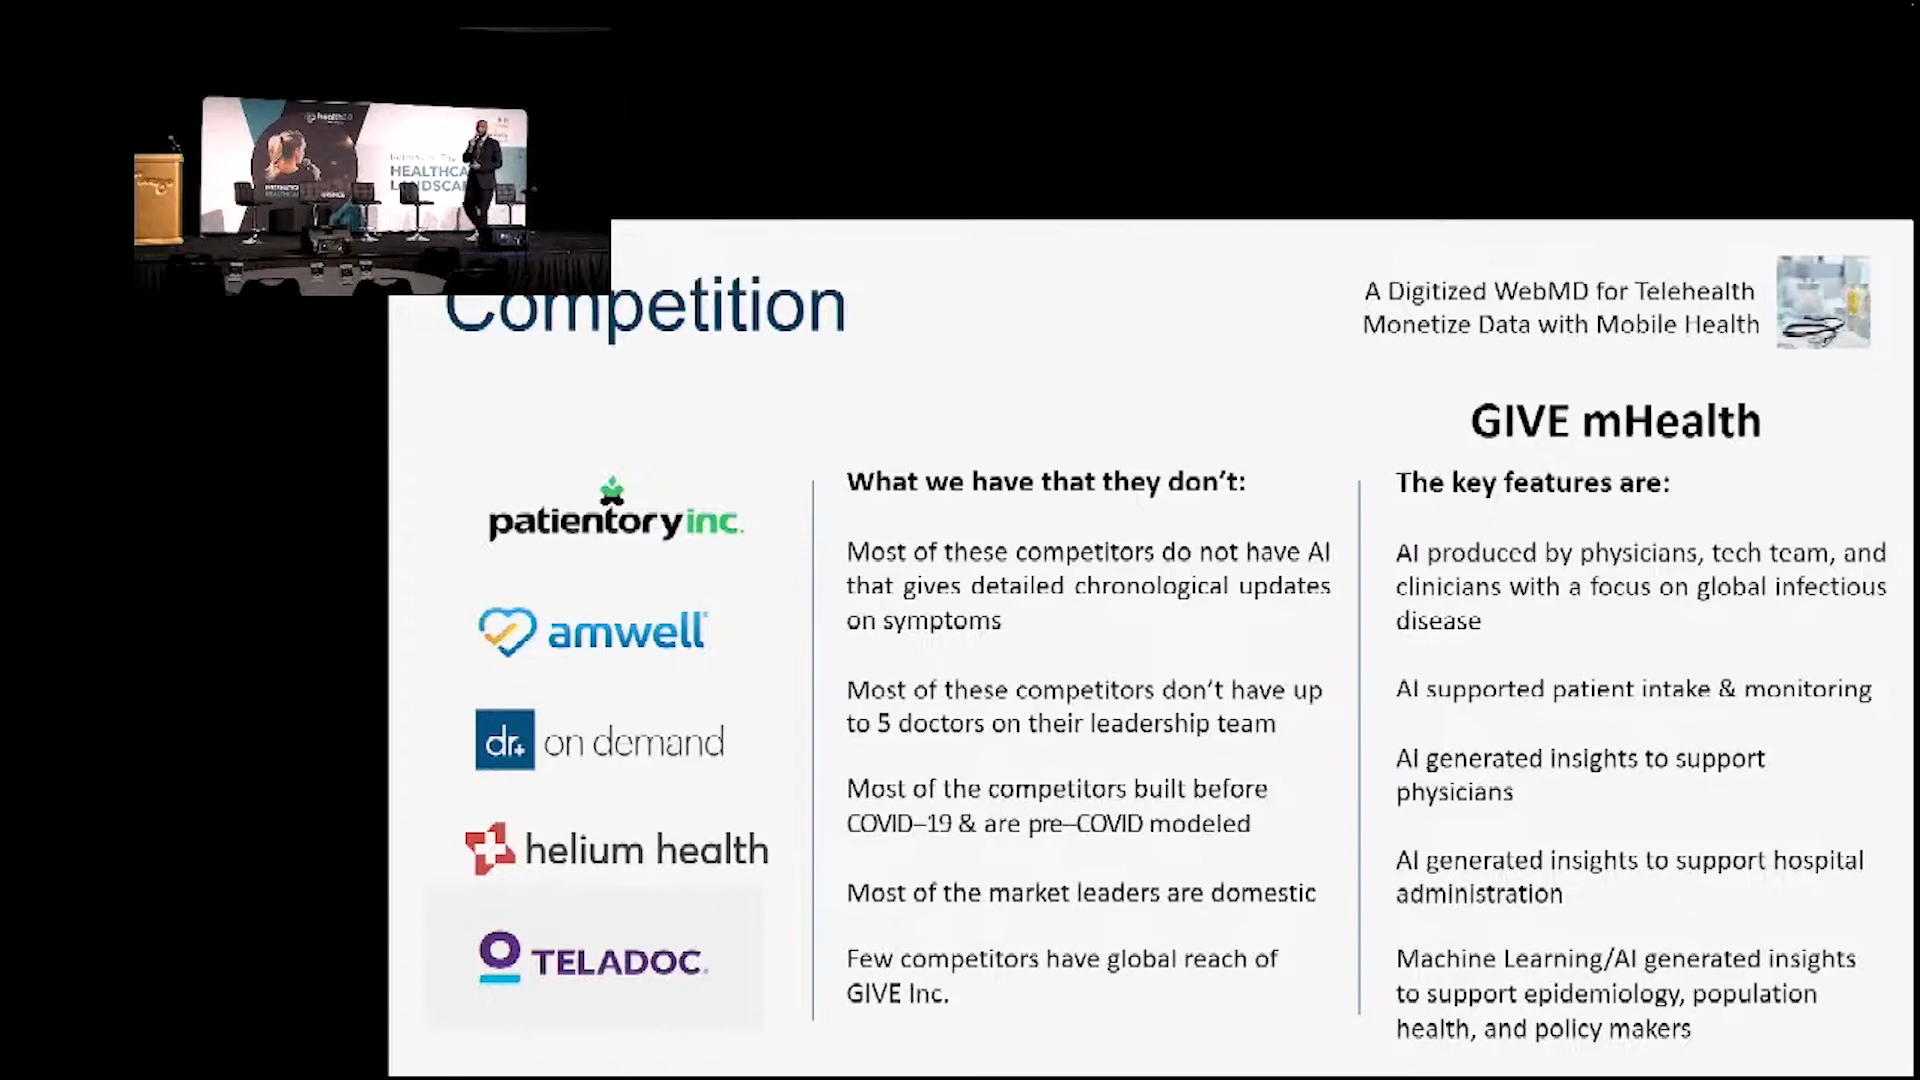 health2.0
HEALTHCA
LANDSCA
Competition
A Digitized WebMD for Telehealth
Monetize Data with Mobile Health
GIVE mHealth
patientory inc.
amwell
dr+ on demand
helium health
TELADOC
What we have that they don't:
Most of these competitors do not have AI
that gives detailed chronological updates
on symptoms
Most of these competitors don't have up
to 5 doctors on their leadership team
Most of the competitors built before
COVID–19 & are pre–COVID modeled
Most of the market leaders are domestic
Few competitors have global reach of
GIVE Inc.
The key features are:
AI produced by physicians, tech team, and
clinicians with a focus on global infectious
disease
AI supported patient intake & monitoring
AI generated insights to support
physicians
AI generated insights to support hospital
administration
Machine Learning/AI generated insights
to support epidemiology, population
health, and policy makers